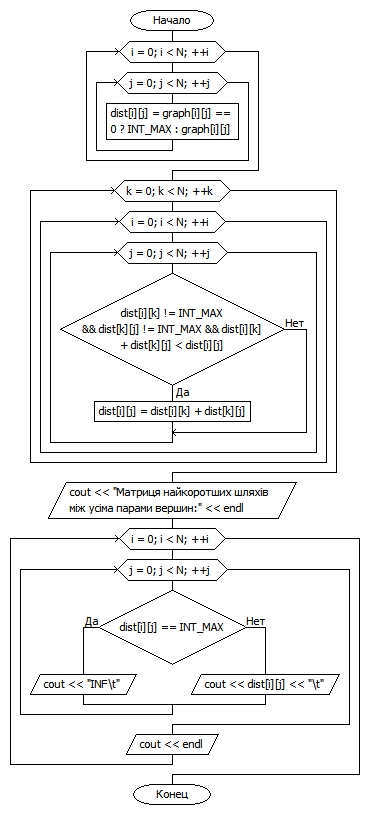 Начало
i = 0; i < N; ++i
j = 0; j < N; ++j
dist[i][j] = graph[i][j] ==
0 ? INT_MAX : graph[i][j]
k = 0; k < N; ++k
i = 0; i < N; ++i
j = 0; j < N; ++j
dist[i][k] != INT_MAX
&& dist[k][j] != INT_MAX && dist[i][k]
+ dist[k][j] < dist[i][j]
Нет
Да
dist[i][j] = dist[i][k] + dist[k][j]
cout << "Матриця найкоротших шляхів
між усіма парами вершин:" << endl
i = 0; i < N; ++i
j = 0; j < N; ++j
Да
dist[i][j] == INT_MAX
Нет
cout << "INF\t"
cout << dist[i][j] << "\t"
cout << endl
Конец